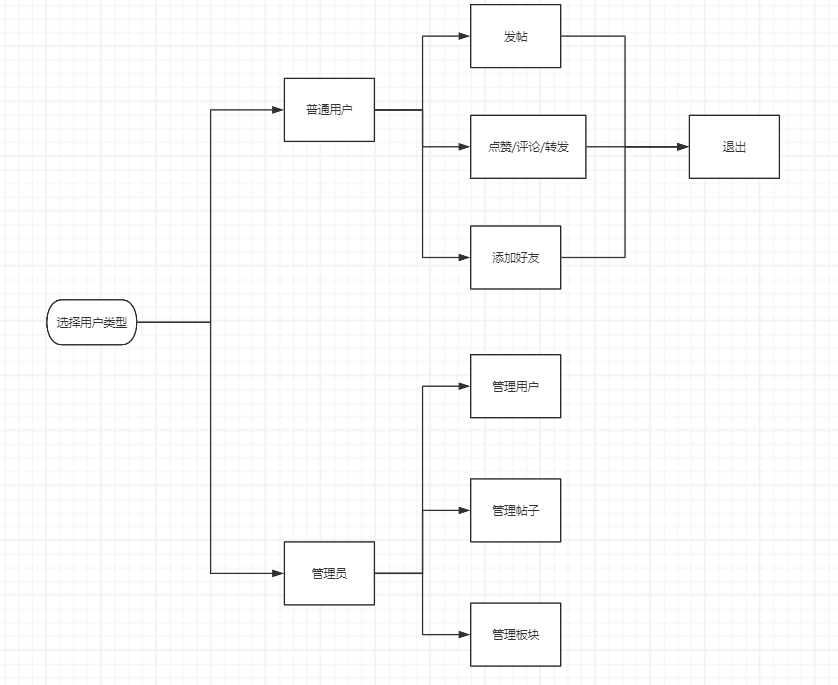 发帖
普通用户
点赞/评论/转发
退出
添加好友
选择用户类型
管理用户
管理帖子
管理员
管理板块